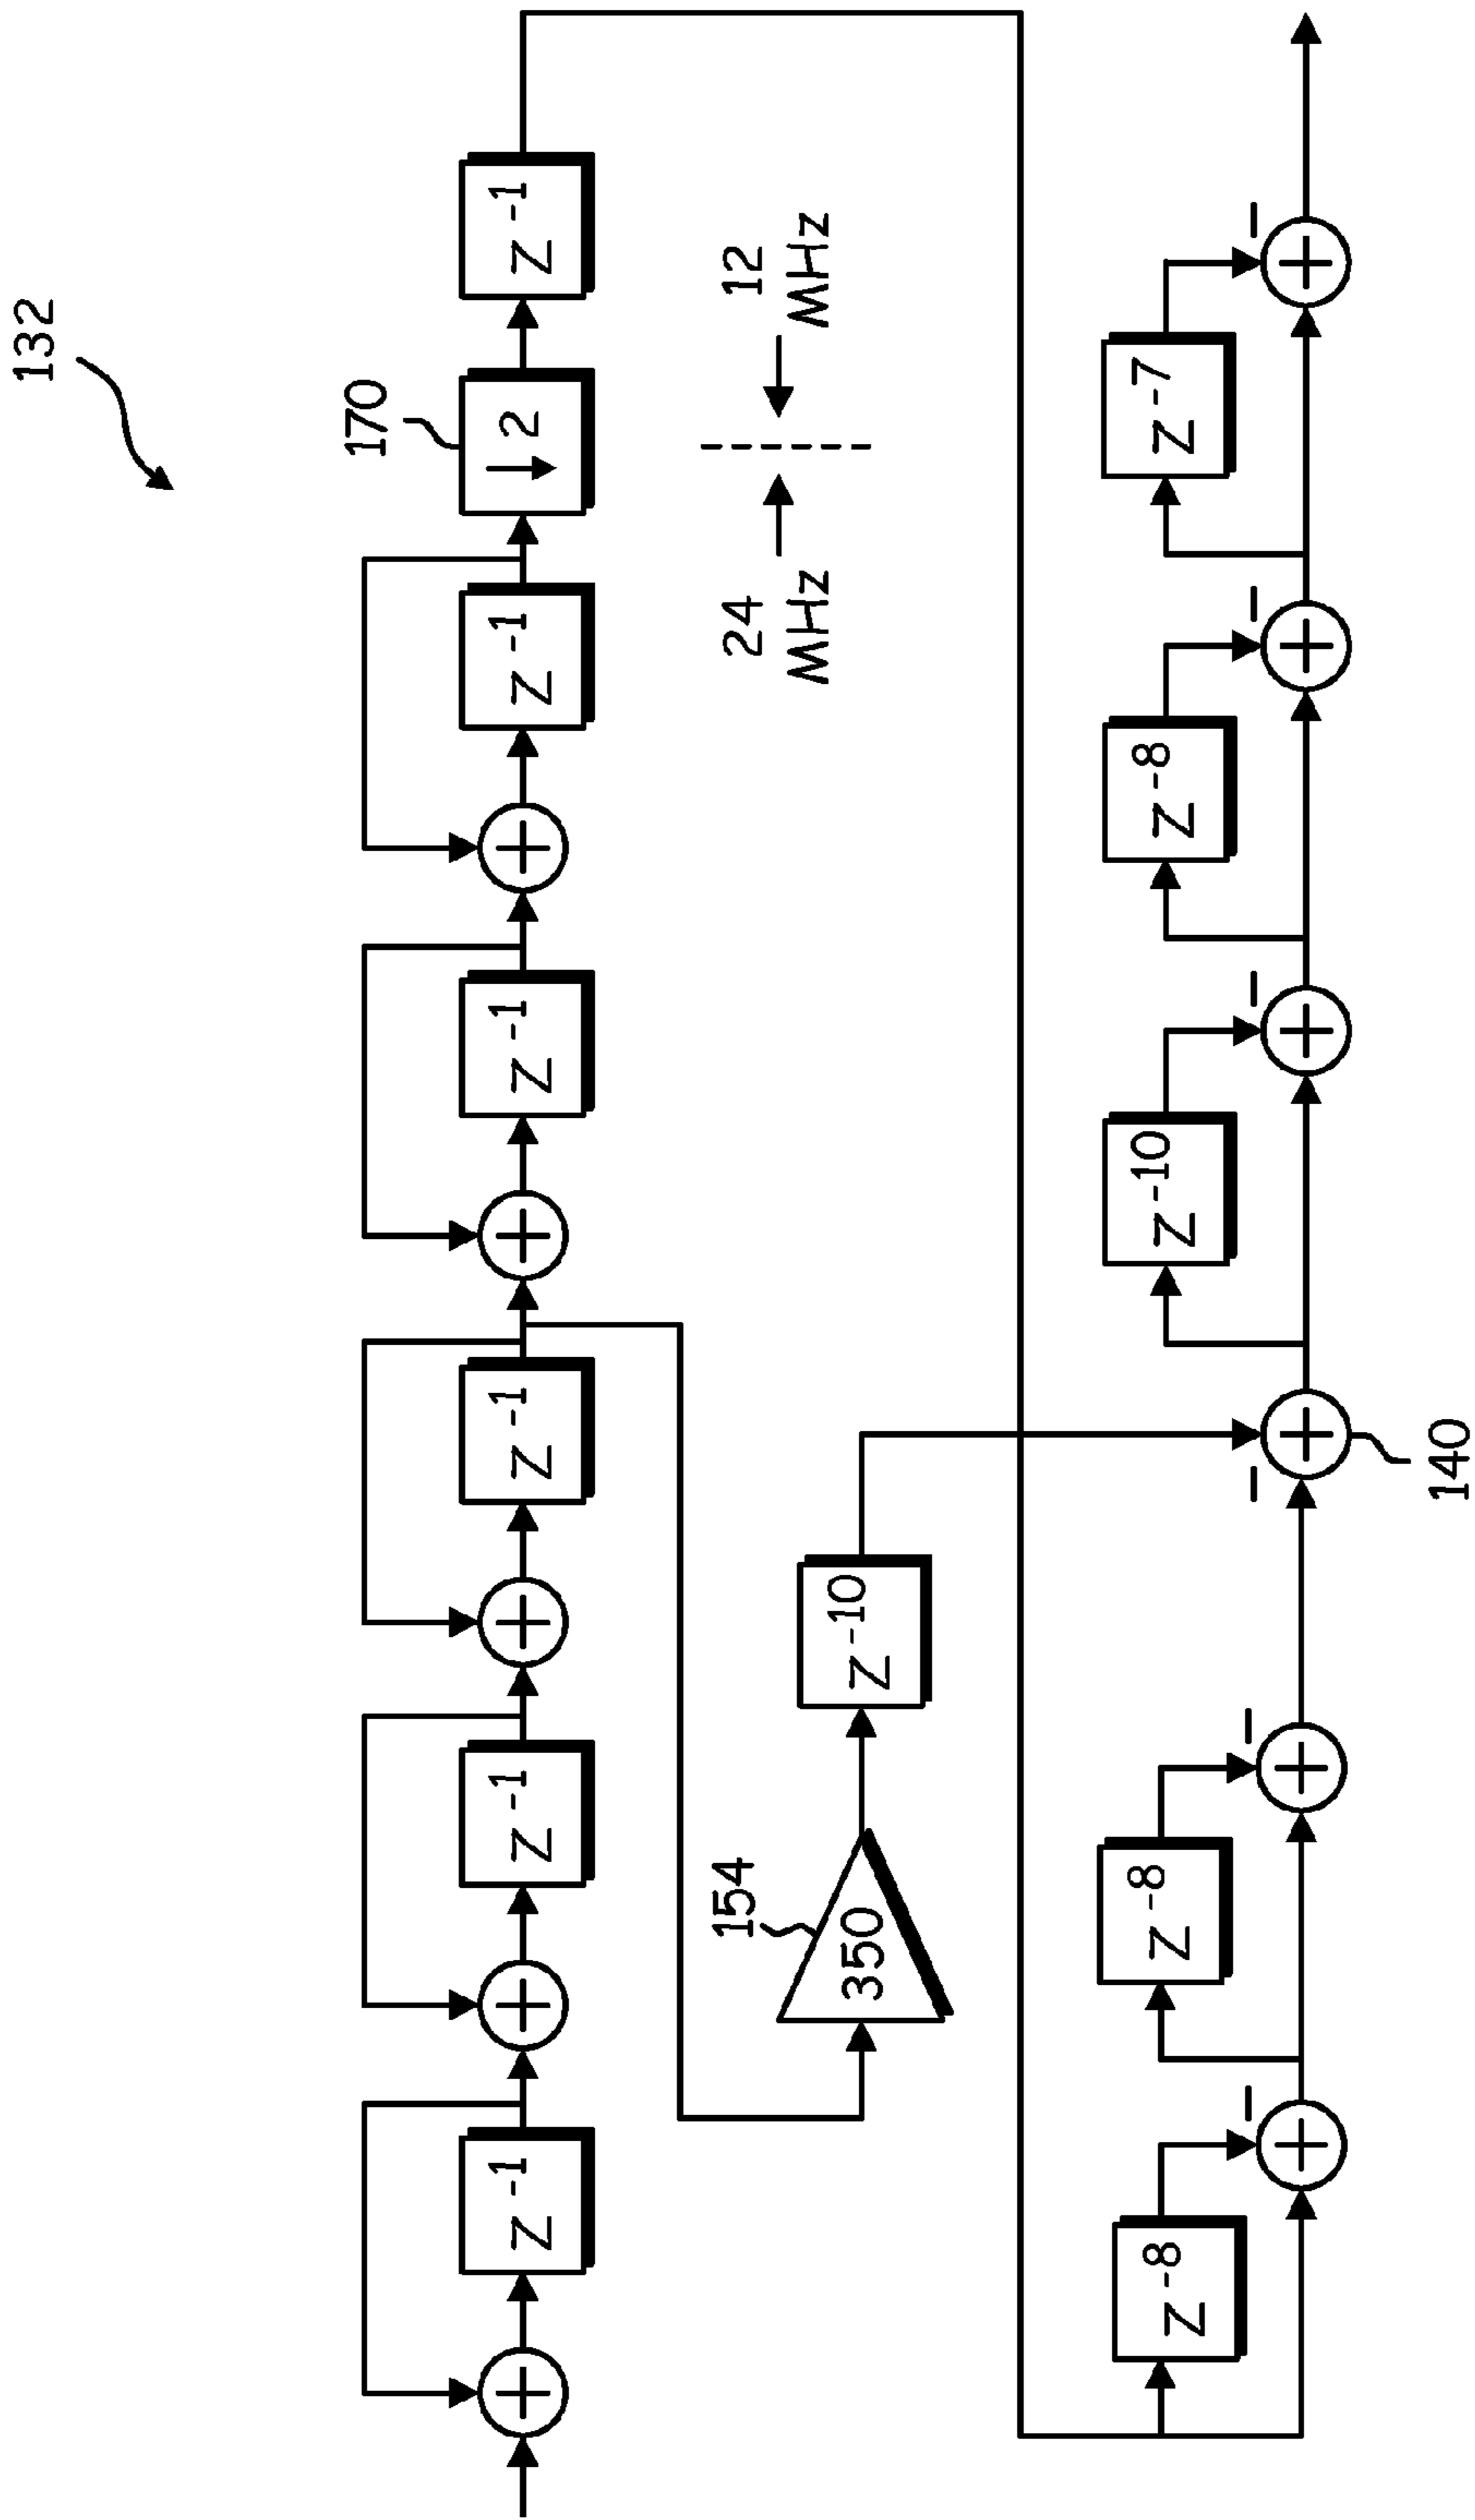 132
170
z⁻¹
z⁻¹
z⁻¹
z⁻¹
z⁻¹
↓ 2
z⁻¹
24 MHz
12 MHz
154
350
z⁻¹⁰
z⁻⁸
z⁻⁸
z⁻¹⁰
z⁻⁸
z⁻⁷
+
+
+
+
+
+ −
+ −
+ −
+ −
+ −
+ −
140